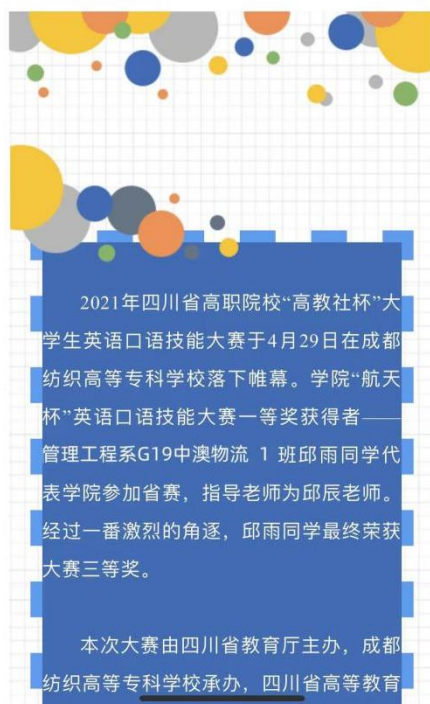 2021年四川省高职院校“高教社杯”大
学生英语口语技能大赛于4月29日在成都
纺织高等专科学校落下帷幕。学院“航天
杯”英语口语技能大赛一等奖获得者——
管理工程系G19中澳物流 1 班邱雨同学代
表学院参加省赛，指导老师为邱辰老师。
经过一番激烈的角逐，邱雨同学最终荣获
大赛三等奖。
本次大赛由四川省教育厅主办，成都
纺织高等专科学校承办，四川省高等教育